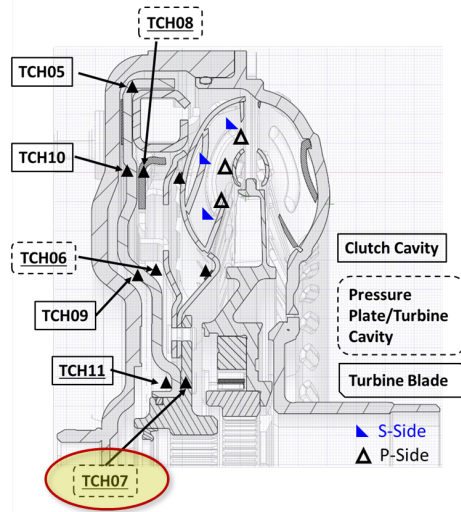 TCH08
TCH05
TCH10
TCH06
TCH09
TCH11
TCH07
Clutch Cavity
Pressure
Plate/Turbine
Cavity
Turbine Blade
S-Side
P-Side